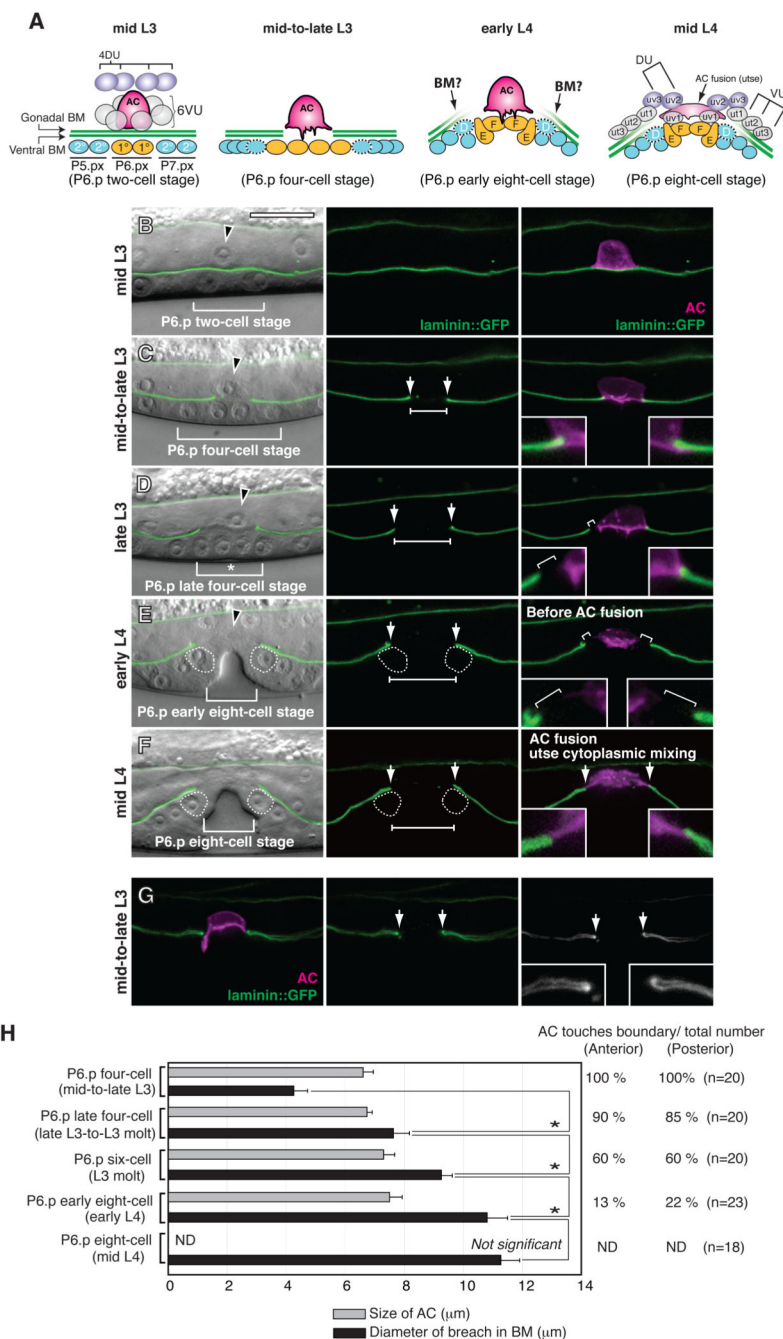 A
mid L3
mid-to-late L3
early L4
mid L4
4DU
AC
6VU
Gonadal BM
Ventral BM
2° 2° 1° 1° 2° 2°
P5.px P6.px P7.px
(P6.p two-cell stage)
AC
(P6.p four-cell stage)
BM?
BM?
AC
D E F F E D
(P6.p early eight-cell stage)
DU
AC fusion (utse)
VU
uv3 uv2 uv2 uv3
ut1 uv1 uv1 ut1
ut2 ut2
ut3 ut3
D E F F E D
(P6.p eight-cell stage)
B
mid L3
P6.p two-cell stage
laminin::GFP
AC
laminin::GFP
C
mid-to-late L3
P6.p four-cell stage
D
late L3
*
P6.p late four-cell stage
E
early L4
P6.p early eight-cell stage
Before AC fusion
F
mid L4
P6.p eight-cell stage
AC fusion
utse cytoplasmic mixing
G
mid-to-late L3
AC
laminin::GFP
H
AC touches boundary/ total number
(Anterior) (Posterior)
P6.p four-cell
(mid-to-late L3)
100 % 100% (n=20)
P6.p late four-cell
(late L3-to-L3 molt)
* 90 % 85 % (n=20)
P6.p six-cell
(L3 molt)
* 60 % 60 % (n=20)
P6.p early eight-cell
(early L4)
* 13 % 22 % (n=23)
P6.p eight-cell
(mid L4)
ND Not significant ND ND (n=18)
0 2 4 6 8 10 12 14
Size of AC (μm)
Diameter of breach in BM (μm)